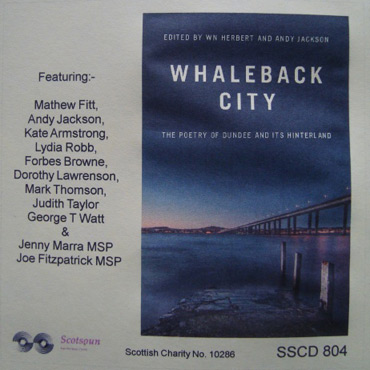 Featuring:-
Mathew Fitt,
Andy Jackson,
Kate Armstrong,
Lydia Robb,
Forbes Browne,
Dorothy Lawrenson,
Mark Thomson,
Judith Taylor
George T Watt
&
Jenny Marra MSP
Joe Fitzpatrick MSP
EDITED BY WN HERBERT AND ANDY JACKSON
WHALEBACK
CITY
THE POETRY OF DUNDEE AND ITS HINTERLAND
Scotsoun
Scottish Charity No. 10286
SSCD 804